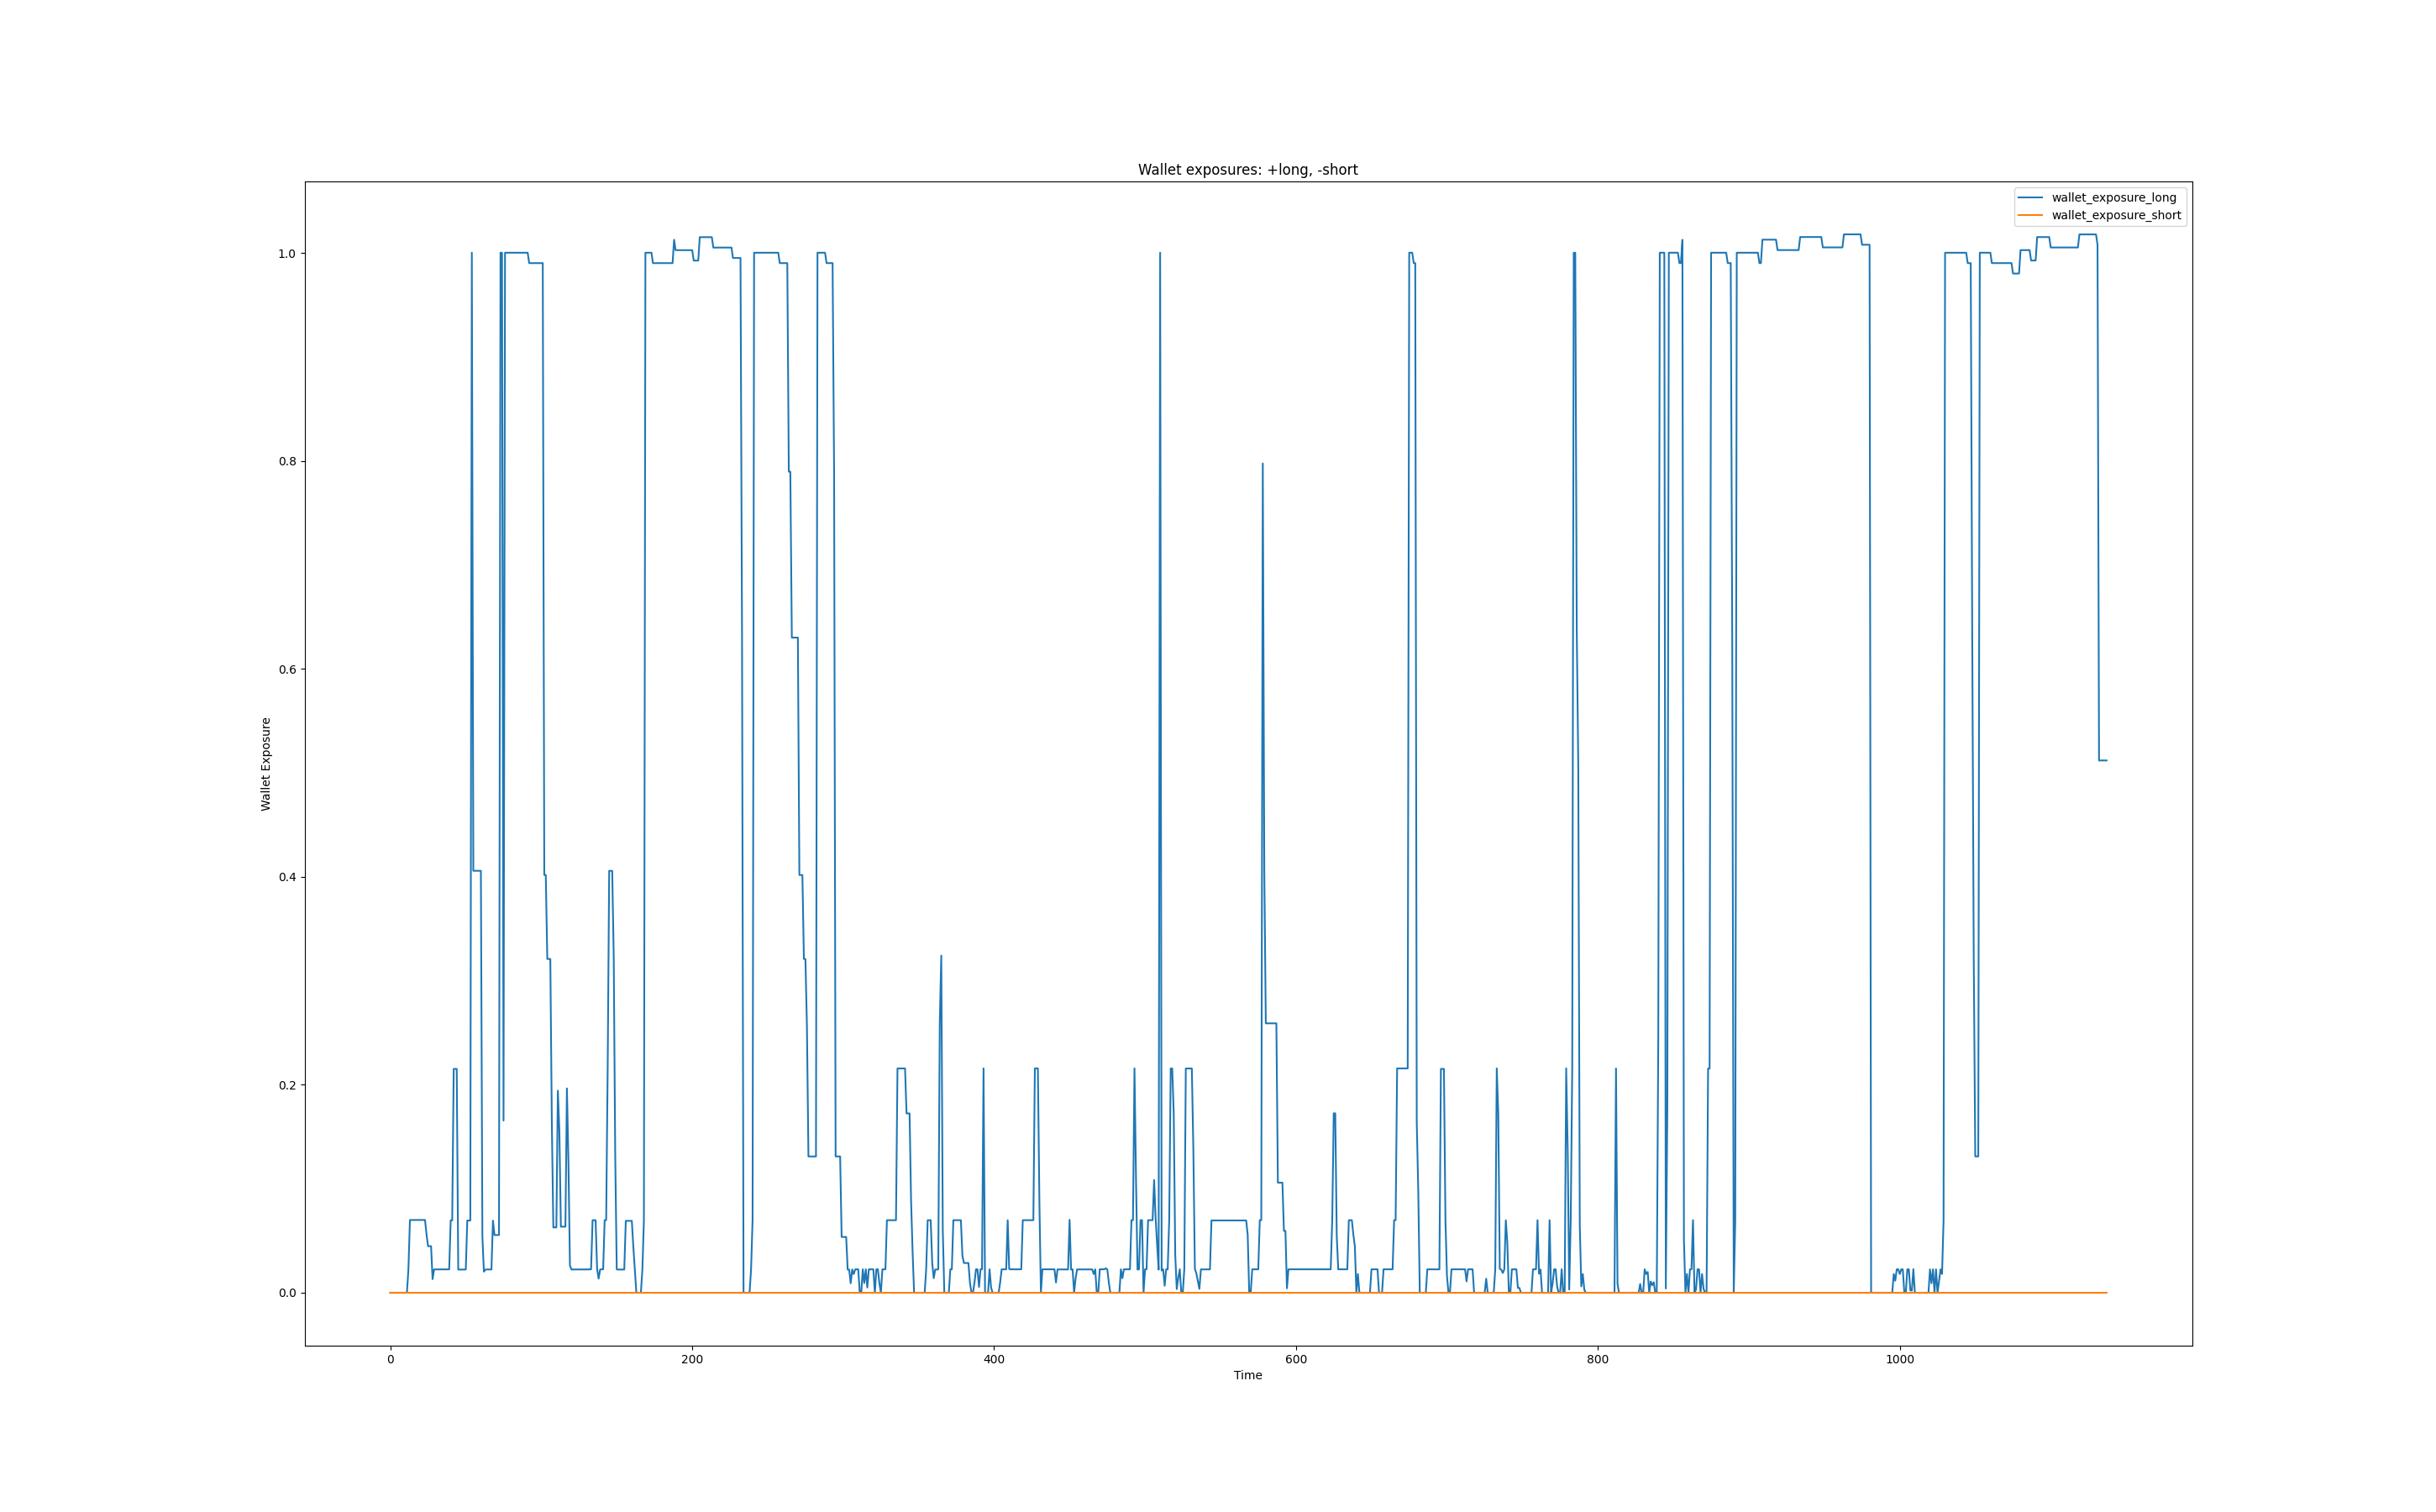 Wallet exposures: +long, -short
wallet_exposure_long
wallet_exposure_short
1.0
0.8
0.6
0.4
0.2
0.0
Wallet Exposure
0 200 400 600 800 1000
Time